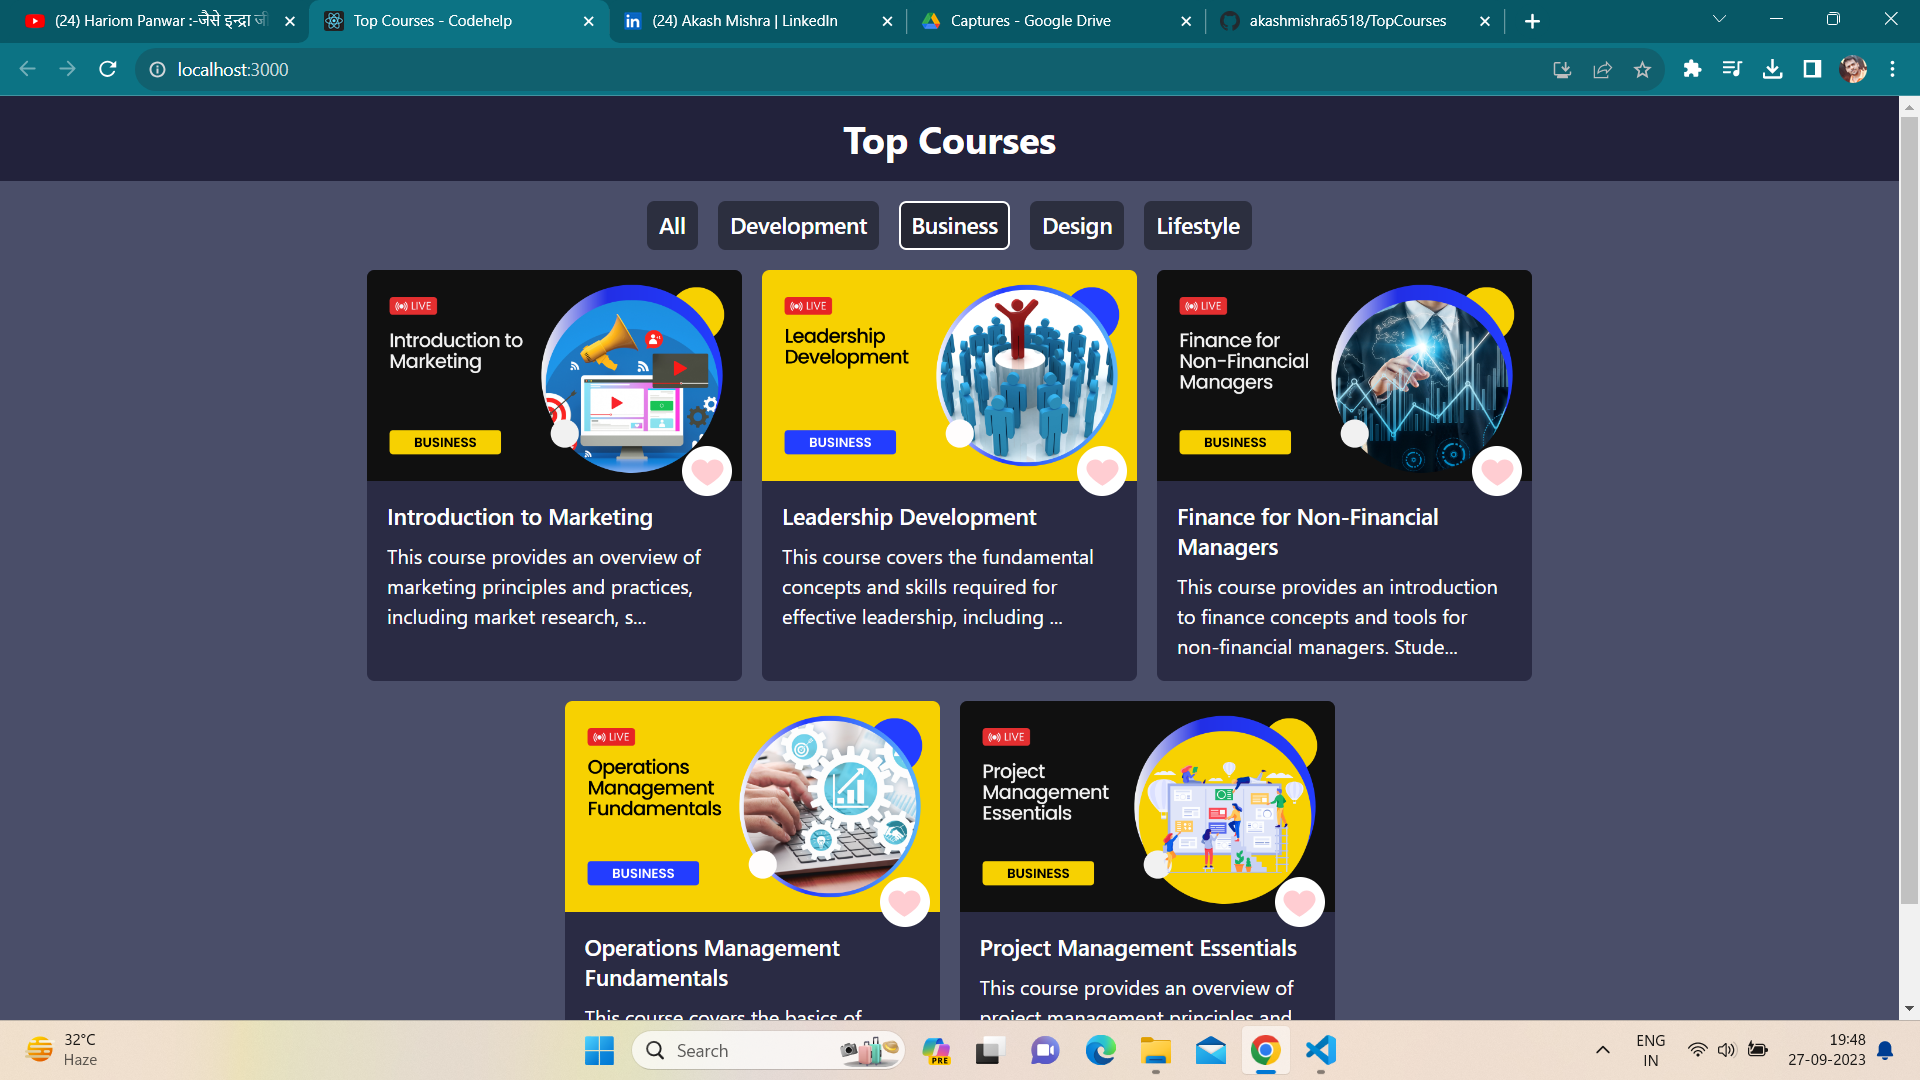 (24) Hariom Panwar :-जैसे इन्द्रा जी
Top Courses - Codehelp
(24) Akash Mishra | LinkedIn
Captures - Google Drive
akashmishra6518/TopCourses
localhost:3000
Top Courses
All
Development
Business
Design
Lifestyle
LIVE
Introduction to
Marketing
BUSINESS
LIVE
Leadership
Development
BUSINESS
LIVE
Finance for
Non-Financial
Managers
BUSINESS
Introduction to Marketing
This course provides an overview of
marketing principles and practices,
including market research, s...
Leadership Development
This course covers the fundamental
concepts and skills required for
effective leadership, including ...
Finance for Non-Financial
Managers
This course provides an introduction
to finance concepts and tools for
non-financial managers. Stude...
LIVE
Operations
Management
Fundamentals
BUSINESS
LIVE
Project
Management
Essentials
BUSINESS
Operations Management
Fundamentals
This course covers the basics of
Project Management Essentials
This course provides an overview of
project management principles and
32°C
Haze
Search
PRE
ENG
IN
19:48
27-09-2023